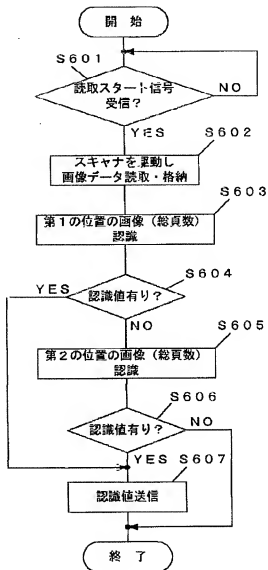 開始
S601
読取スタート信号
受信?
NO
YES
S602
スキャナを駆動し
画像データ読取・格納
S603
第1の位置の画像(総頁数)
認識
S604
YES
認識値有り?
NO
S605
第2の位置の画像(総頁数)
認識
S606
認識値有り?
NO
YES
S607
認識値送信
終了